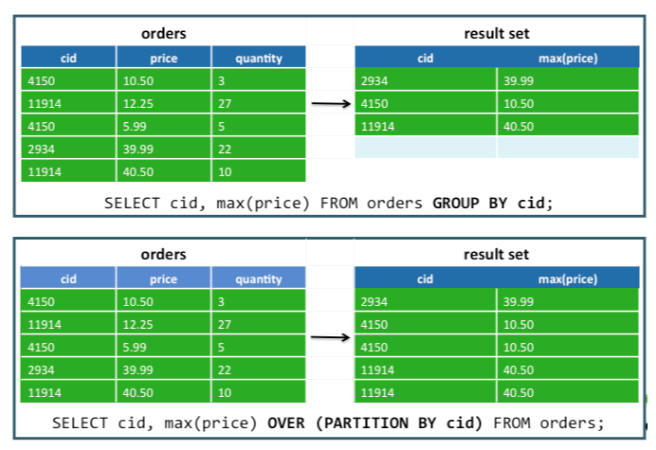 orders result set
cid price quantity cid max(price)
4150 10.50 3 2934 39.99
11914 12.25 27 4150 10.50
4150 5.99 5 11914 40.50
2934 39.99 22
11914 40.50 10
SELECT cid, max(price) FROM orders GROUP BY cid;
orders result set
cid price quantity cid max(price)
4150 10.50 3 2934 39.99
11914 12.25 27 4150 10.50
4150 5.99 5 4150 10.50
2934 39.99 22 11914 40.50
11914 40.50 10 11914 40.50
SELECT cid, max(price) OVER (PARTITION BY cid) FROM orders;